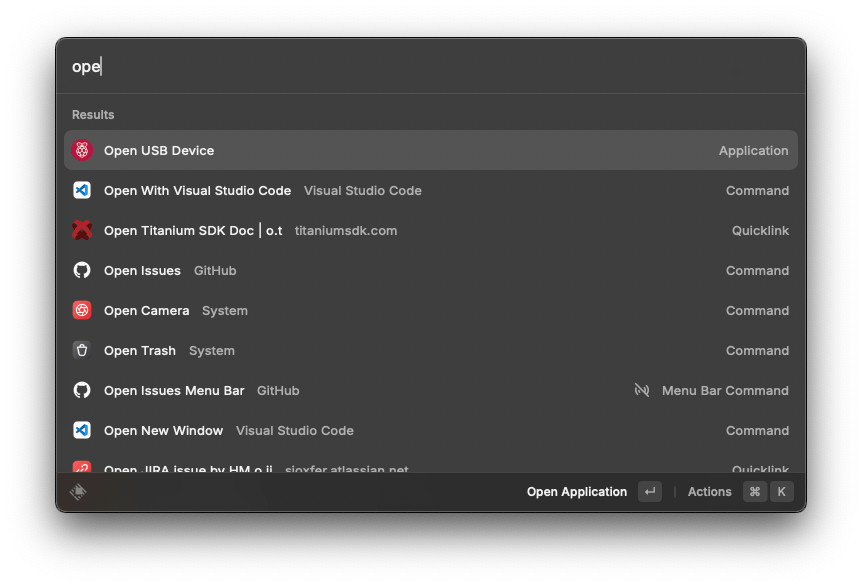 ope
Results
Open USB Device Application
Open With Visual Studio Code Visual Studio Code Command
Open Titanium SDK Doc | o.t titaniumsdk.com Quicklink
Open Issues GitHub Command
Open Camera System Command
Open Trash System Command
Open Issues Menu Bar GitHub Menu Bar Command
Open New Window Visual Studio Code Command
Open JIRA issue by HM o.ji sioxfer.atlassian.net Quicklink
Open Application ↵ | Actions ⌘ K